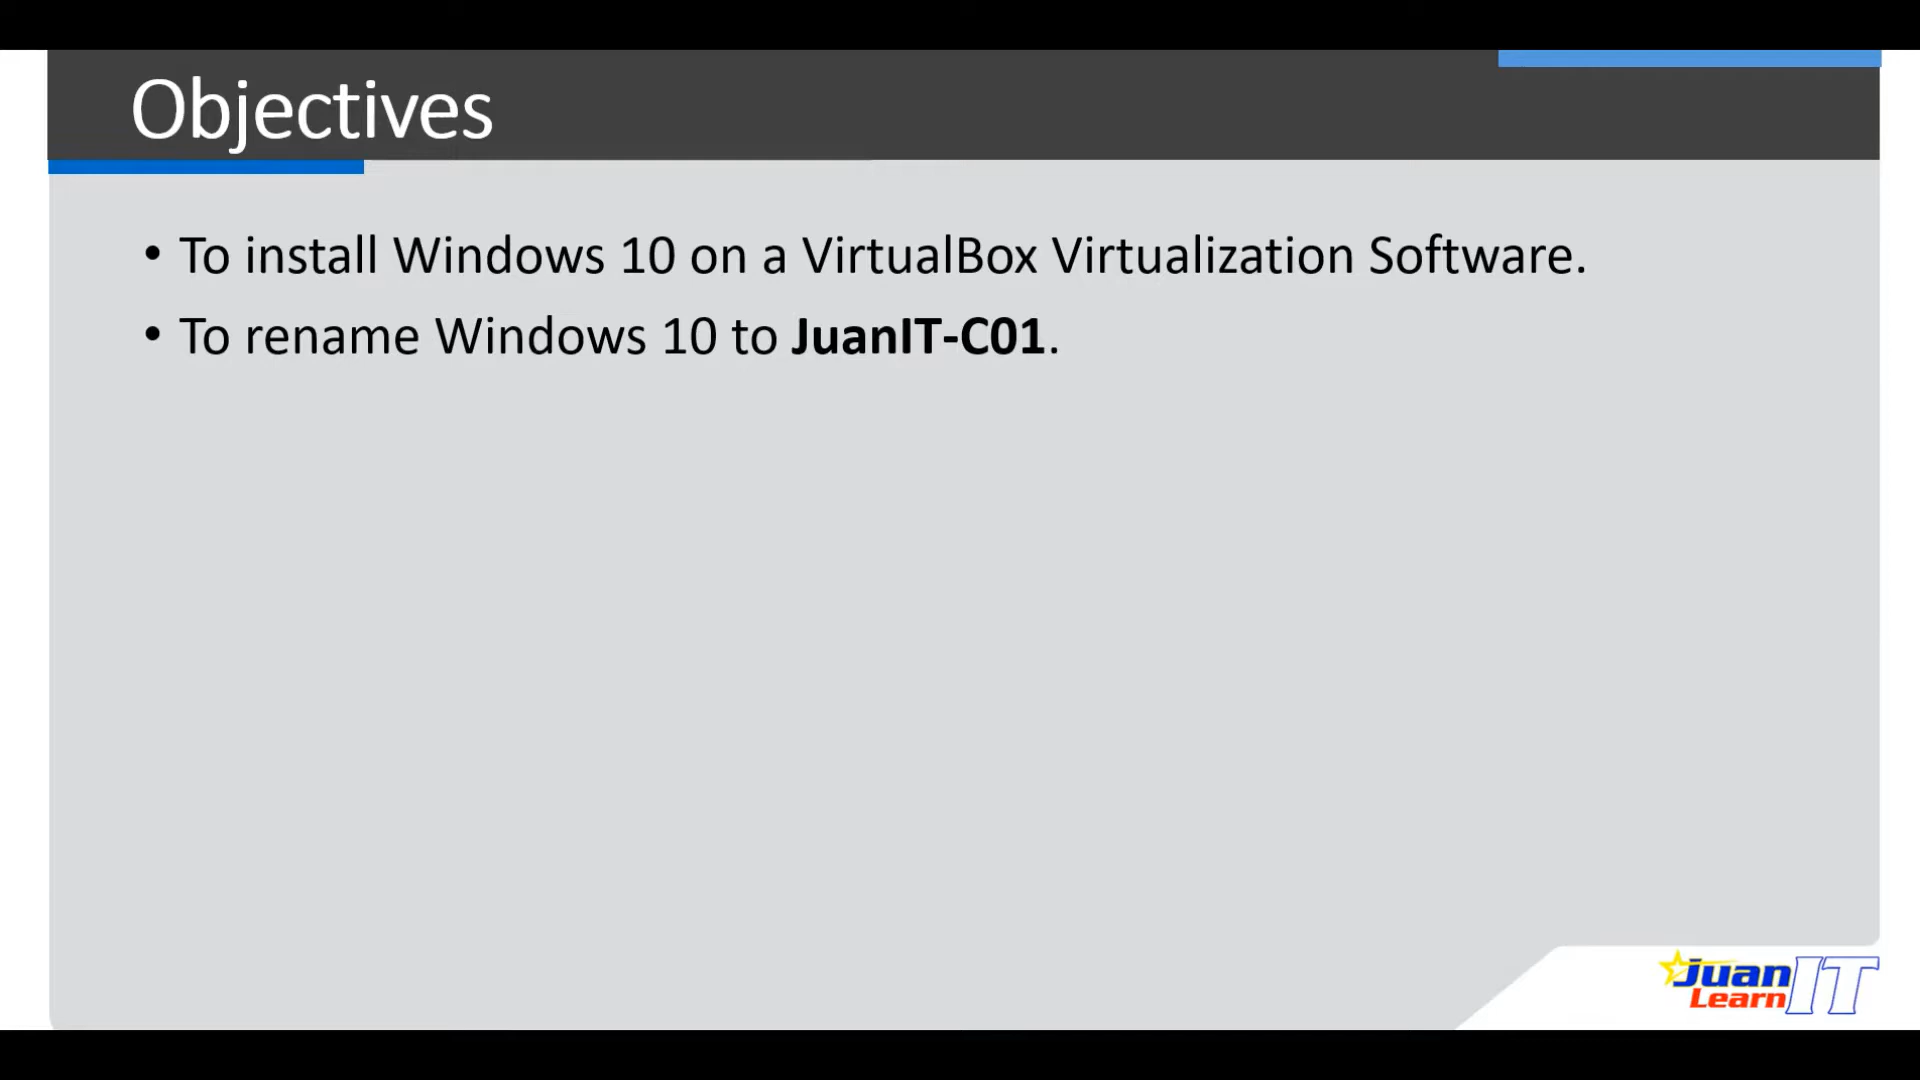 Objectives
• To install Windows 10 on a VirtualBox Virtualization Software.
• To rename Windows 10 to JuanIT-C01.
Juan IT
Learn